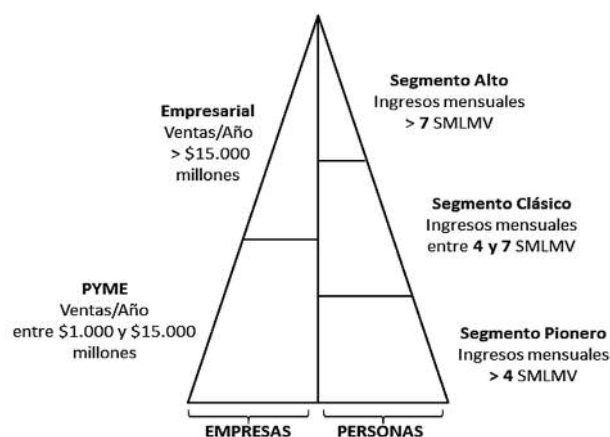 Empresarial
Ventas/Año
> $15.000
millones
PYME
Ventas/Año
entre $1.000 y $15.000
millones
Segmento Alto
Ingresos mensuales
> 7 SMLMV
Segmento Clásico
Ingresos mensuales
entre 4 y 7 SMLMV
Segmento Pionero
Ingresos mensuales
> 4 SMLMV
EMPRESAS
PERSONAS